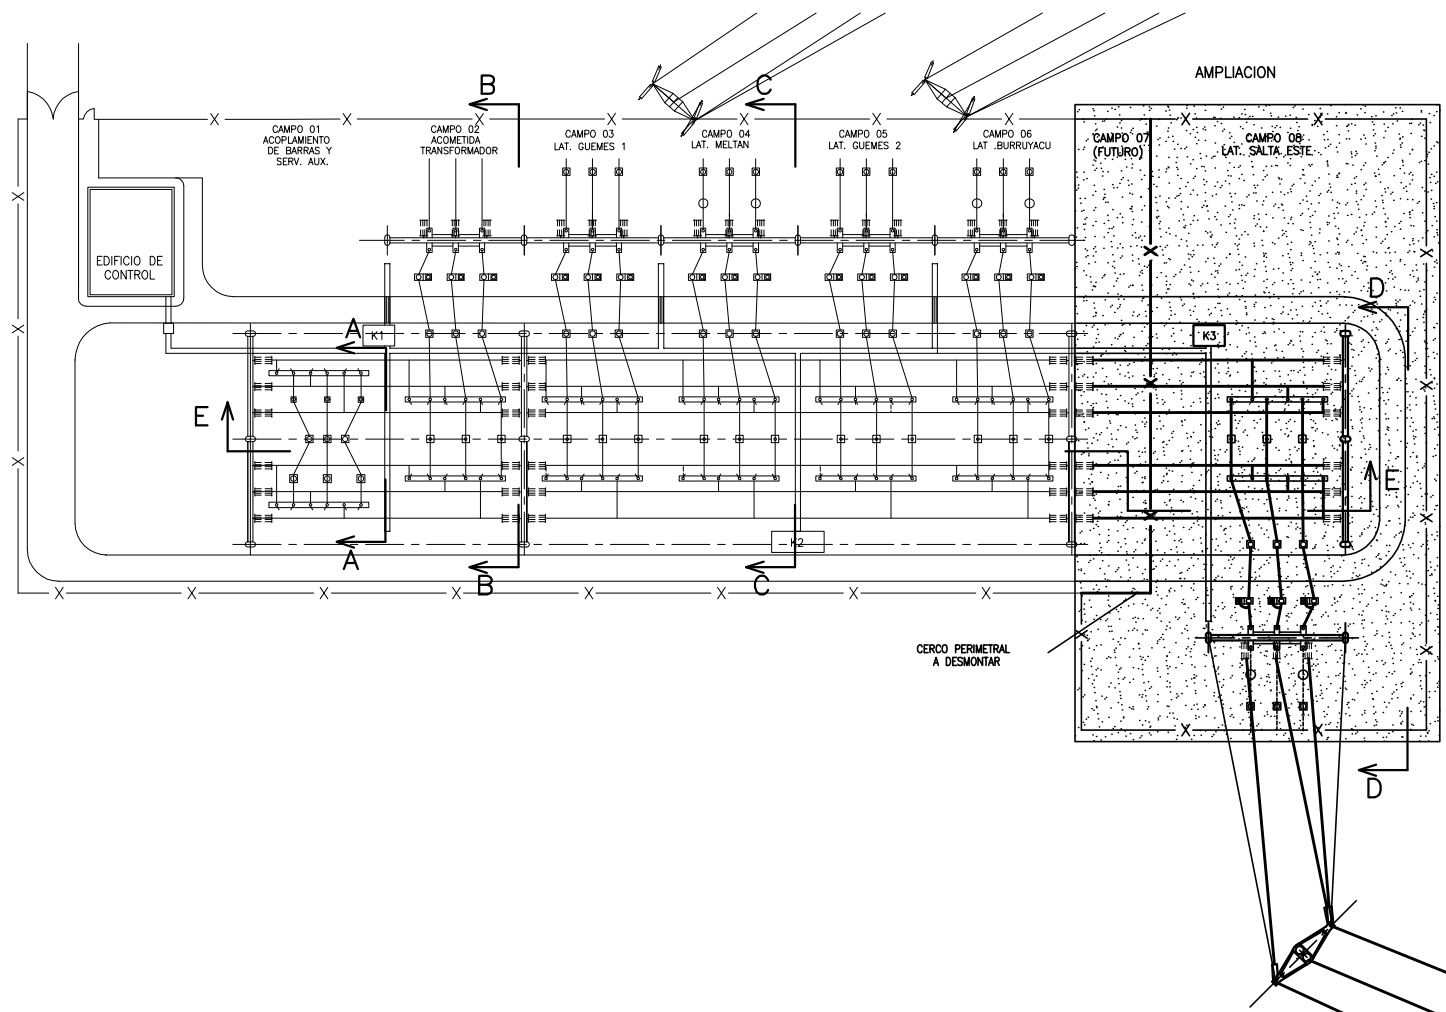 AMPLIACION
B
C
CAMPO 01
ACOPLAMIENTO
DE BARRAS Y
SERV. AUX.
CAMPO 02
ACOMETIDA
TRANSFORMADOR
CAMPO 03
LAT. GUEMES 1
CAMPO 04
LAT. MELTAN
CAMPO 05
LAT. GUEMES 2
CAMPO 06
LAT .BURRUYACU
CAMPO 07
(FUTURO)
CAMPO 08
LAT. SALTA ESTE
EDIFICIO DE
CONTROL
D
A
K1
K3
E
E
K2
A
B
C
CERCO PERIMETRAL
A DESMONTAR
D